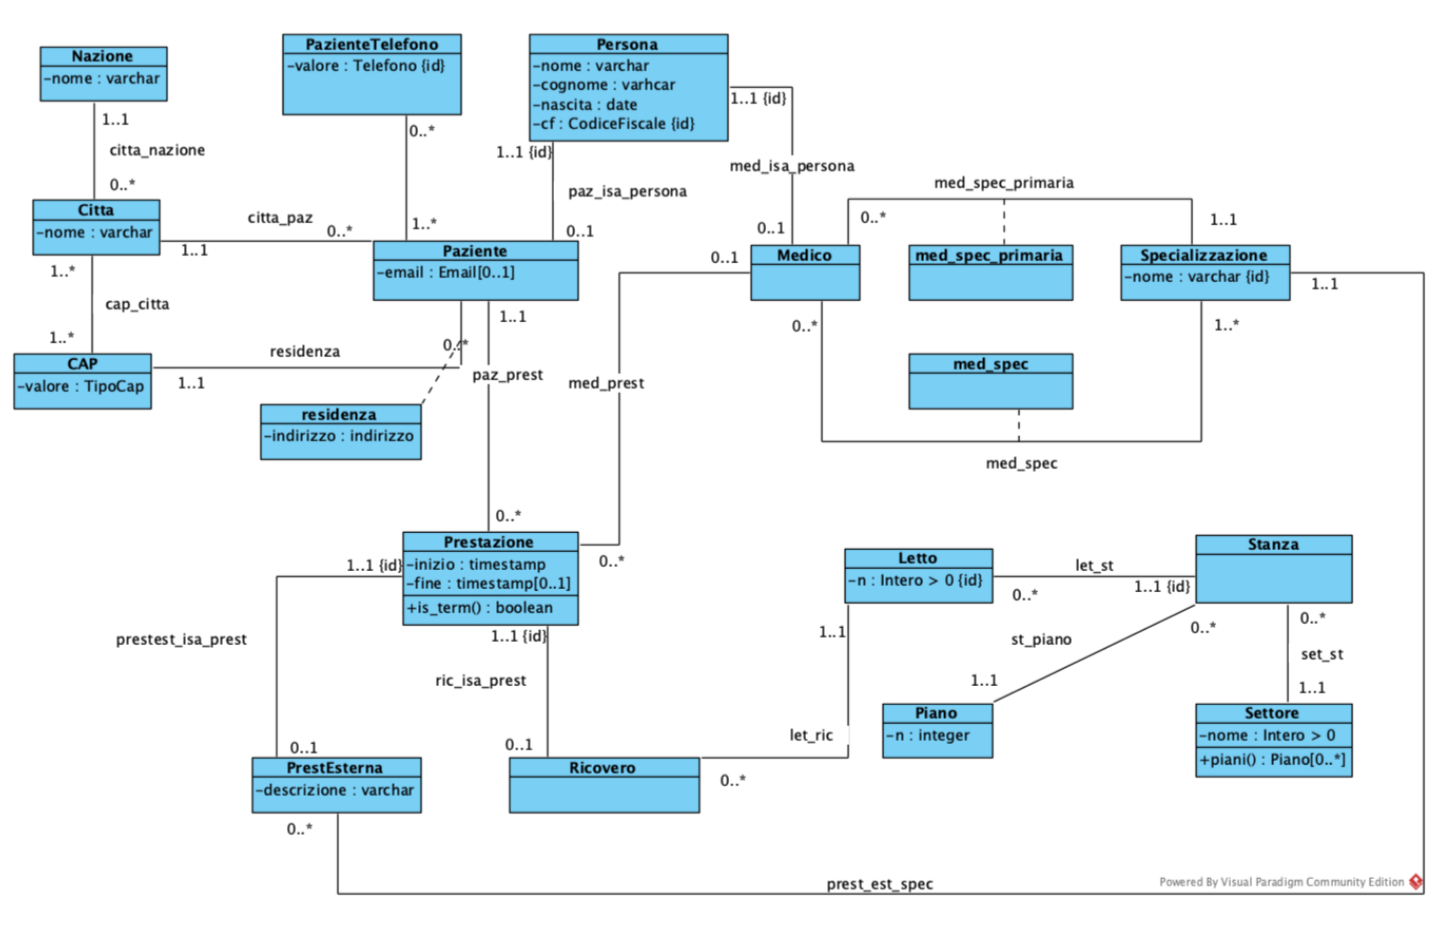 Nazione
-nome : varchar
1..1
citta_nazione
0..*
Citta
-nome : varchar
1..*
cap_citta
1..*
CAP
-valore : TipoCap
1..1
citta_paz
0..*
1..1
residenza
0..*
residenza
-indirizzo : indirizzo
PazienteTelefono
-valore : Telefono {id}
0..*
1..*
Paziente
-email : Email[0..1]
Persona
-nome : varchar
-cognome : varhcar
-nascita : date
-cf : CodiceFiscale {id}
1..1 {id}
paz_isa_persona
0..1
1..1 {id}
med_isa_persona
0..1
Medico
0..1
med_prest
0..*
1..1
paz_prest
0..*
med_spec_primaria
0..*
1..1
med_spec_primaria
Specializzazione
-nome : varchar {id}
1..1
0..*
1..*
med_spec
med_spec
Prestazione
-inizio : timestamp
-fine : timestamp[0..1]
+is_term() : boolean
1..1 {id}
prestest_isa_prest
0..1
PrestEsterna
-descrizione : varchar
0..*
prest_est_spec
1..1 {id}
ric_isa_prest
0..1
Ricovero
0..*
let_ric
1..1
Letto
-n : Intero > 0 {id}
let_st
0..*
1..1 {id}
Stanza
0..*
st_piano
1..1
Piano
-n : integer
0..*
set_st
1..1
Settore
-nome : Intero > 0
+piani() : Piano[0..*]
Powered By Visual Paradigm Community Edition